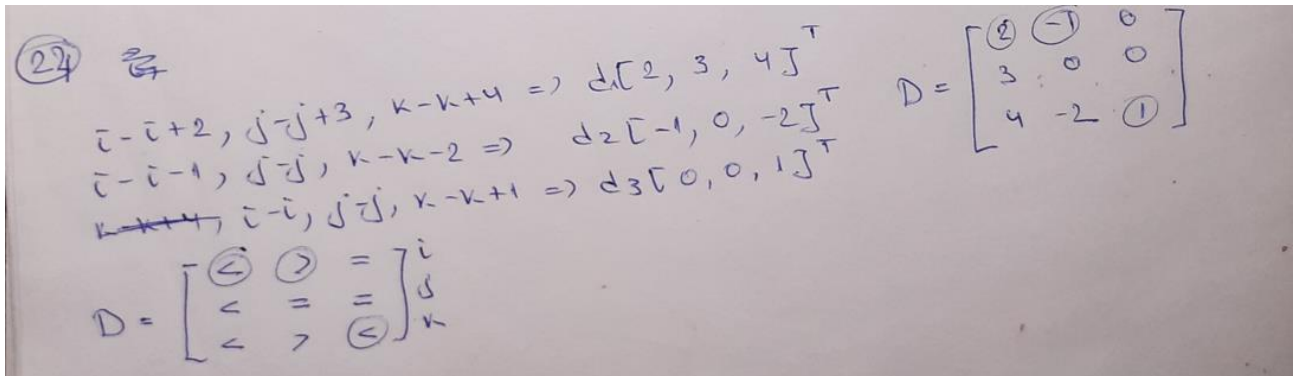 22
i-i+2, j-j+3, k-k+4 => d1[2, 3, 4]^T
i-i-1, j-j, k-k-2 => d2[-1, 0, -2]^T
k-k+4, i-i, j-j, k-k+1 => d3[0, 0, 1]^T
D = [2 -1 0
3 0 0
4 -2 1]
D = [< > = i
< = = j
< > <] k